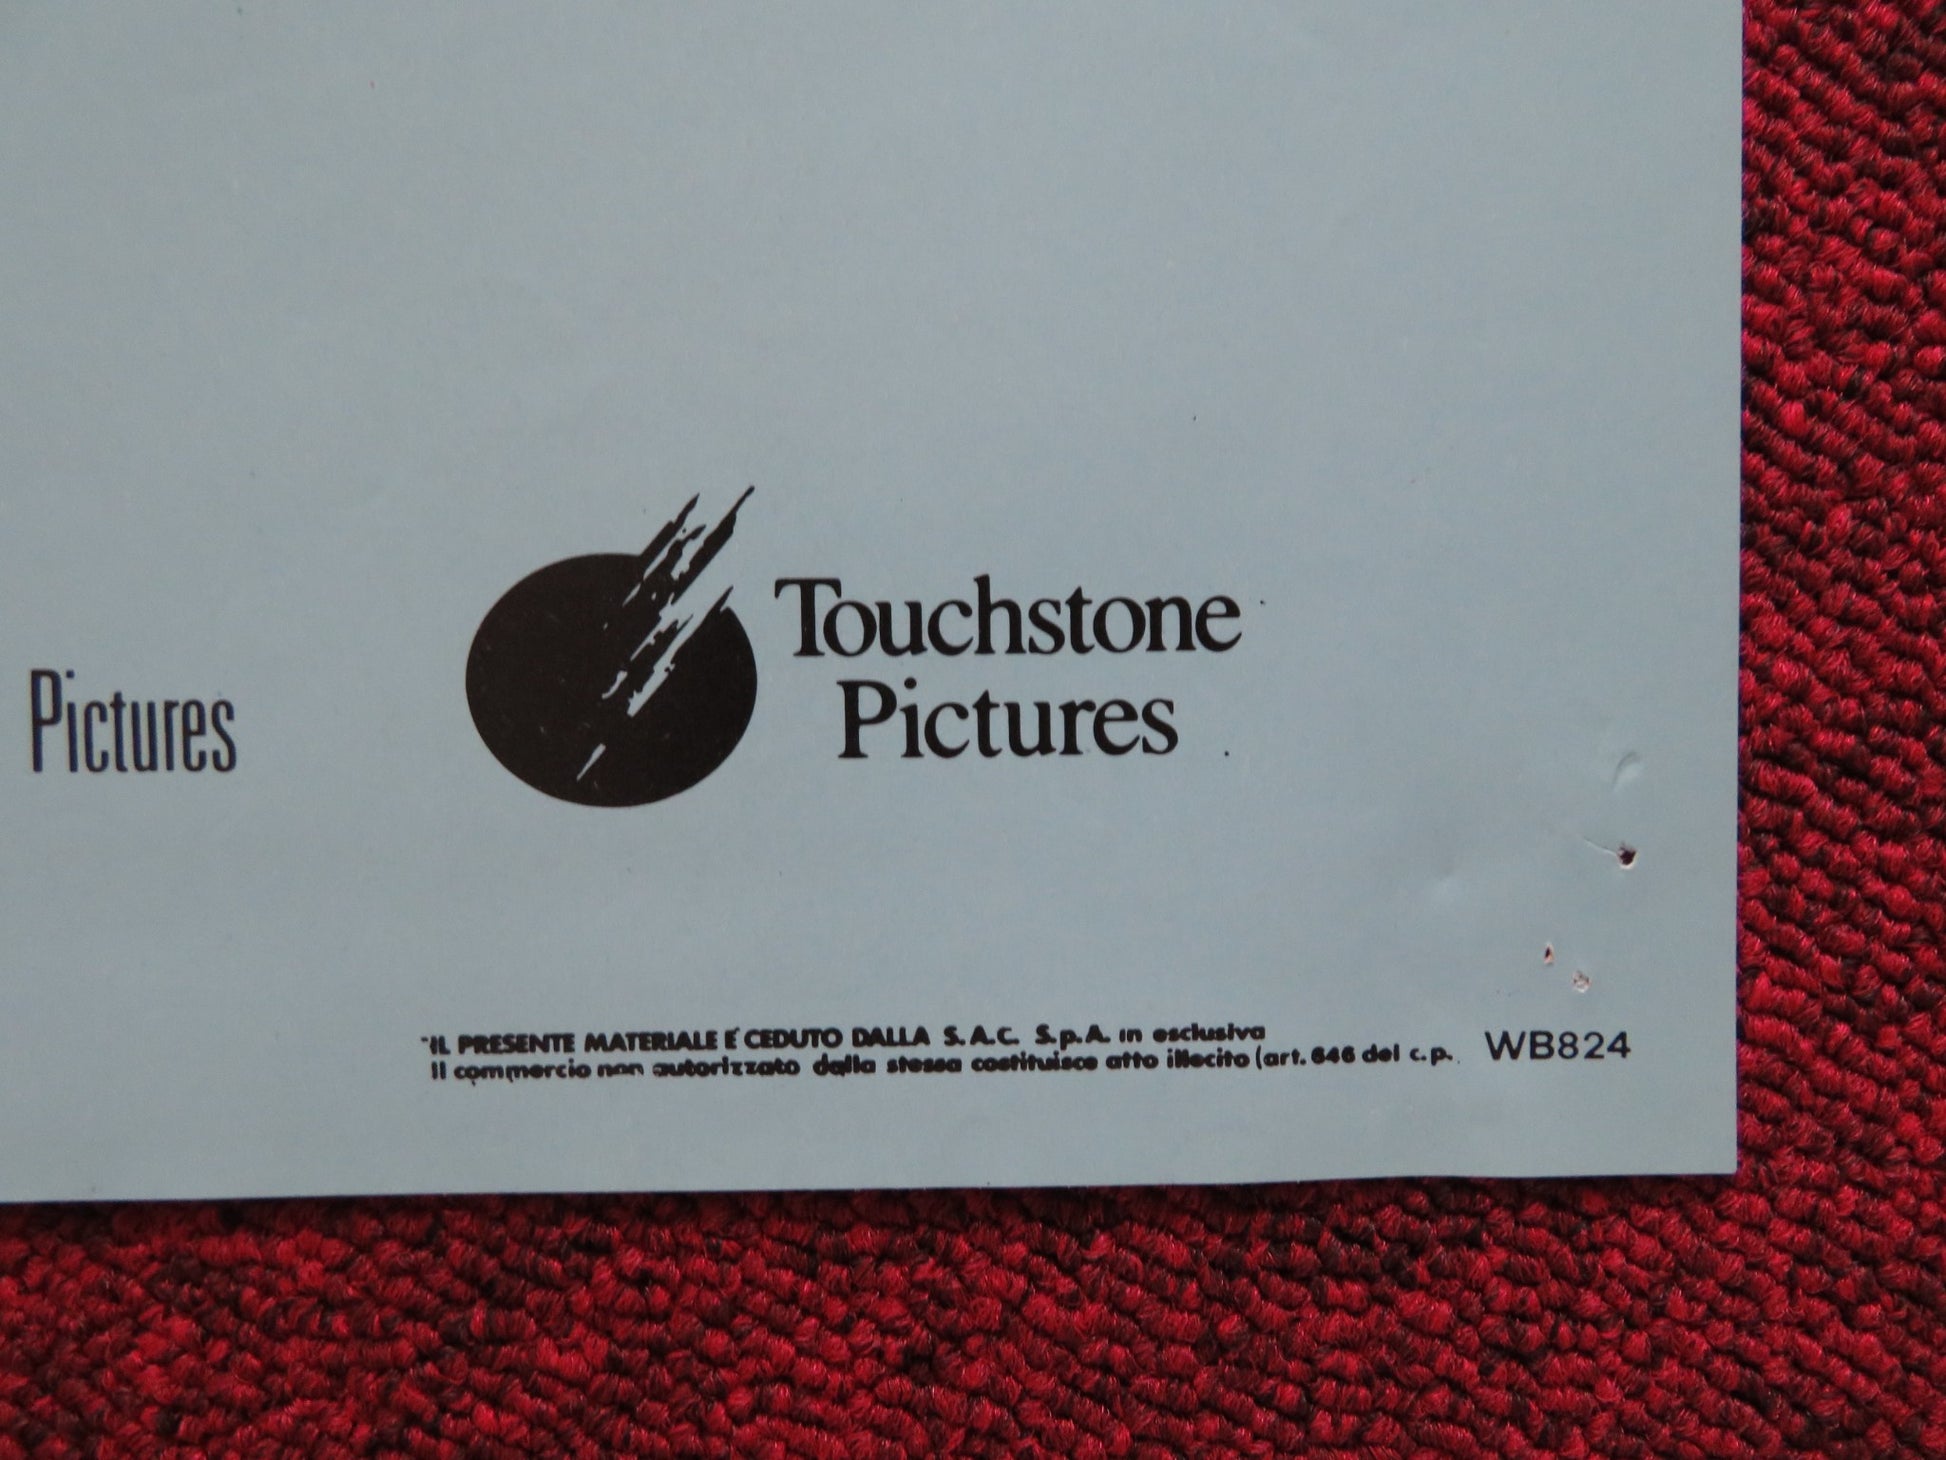 Pictures
Touchstone
Pictures
"IL PRESENTE MATERIALE E' CEDUTO DALLA S.A.C. S.p.A. in esclusiva
Il commercio non autorizzato dalla stessa costituisce atto illecito (art. 646 del c.p.
WB824